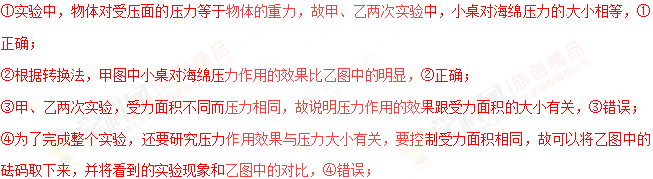 ①实验中，物体对受压面的压力等于物体的重力，故甲、乙两次实验中，小桌对海绵压力的大小相等，①
正确；
②根据转换法，甲图中小桌对海绵压力作用的效果比乙图中的明显，②正确；
③甲、乙两次实验，受力面积不同而压力相同，故说明压力作用的效果跟受力面积的大小有关，③错误；
④为了完成整个实验，还要研究压力作用效果与压力大小有关，要控制受力面积相同，故可以将乙图中的
砝码取下来，并将看到的实验现象和乙图中的对比，④错误；